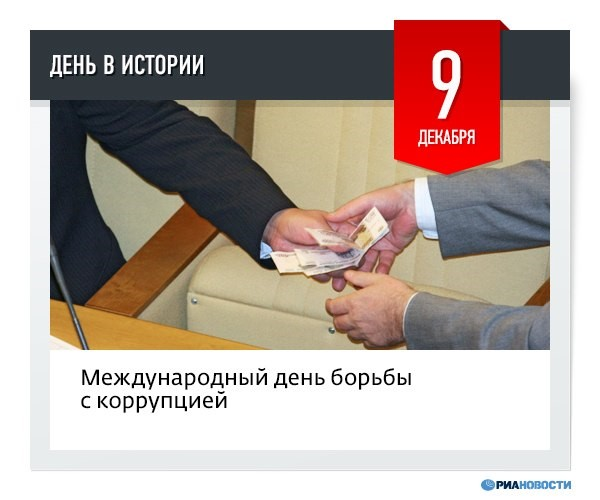 ДЕНЬ В ИСТОРИИ
9
ДЕКАБРЯ
Международный день борьбы
с коррупцией
РИАНОВОСТИ